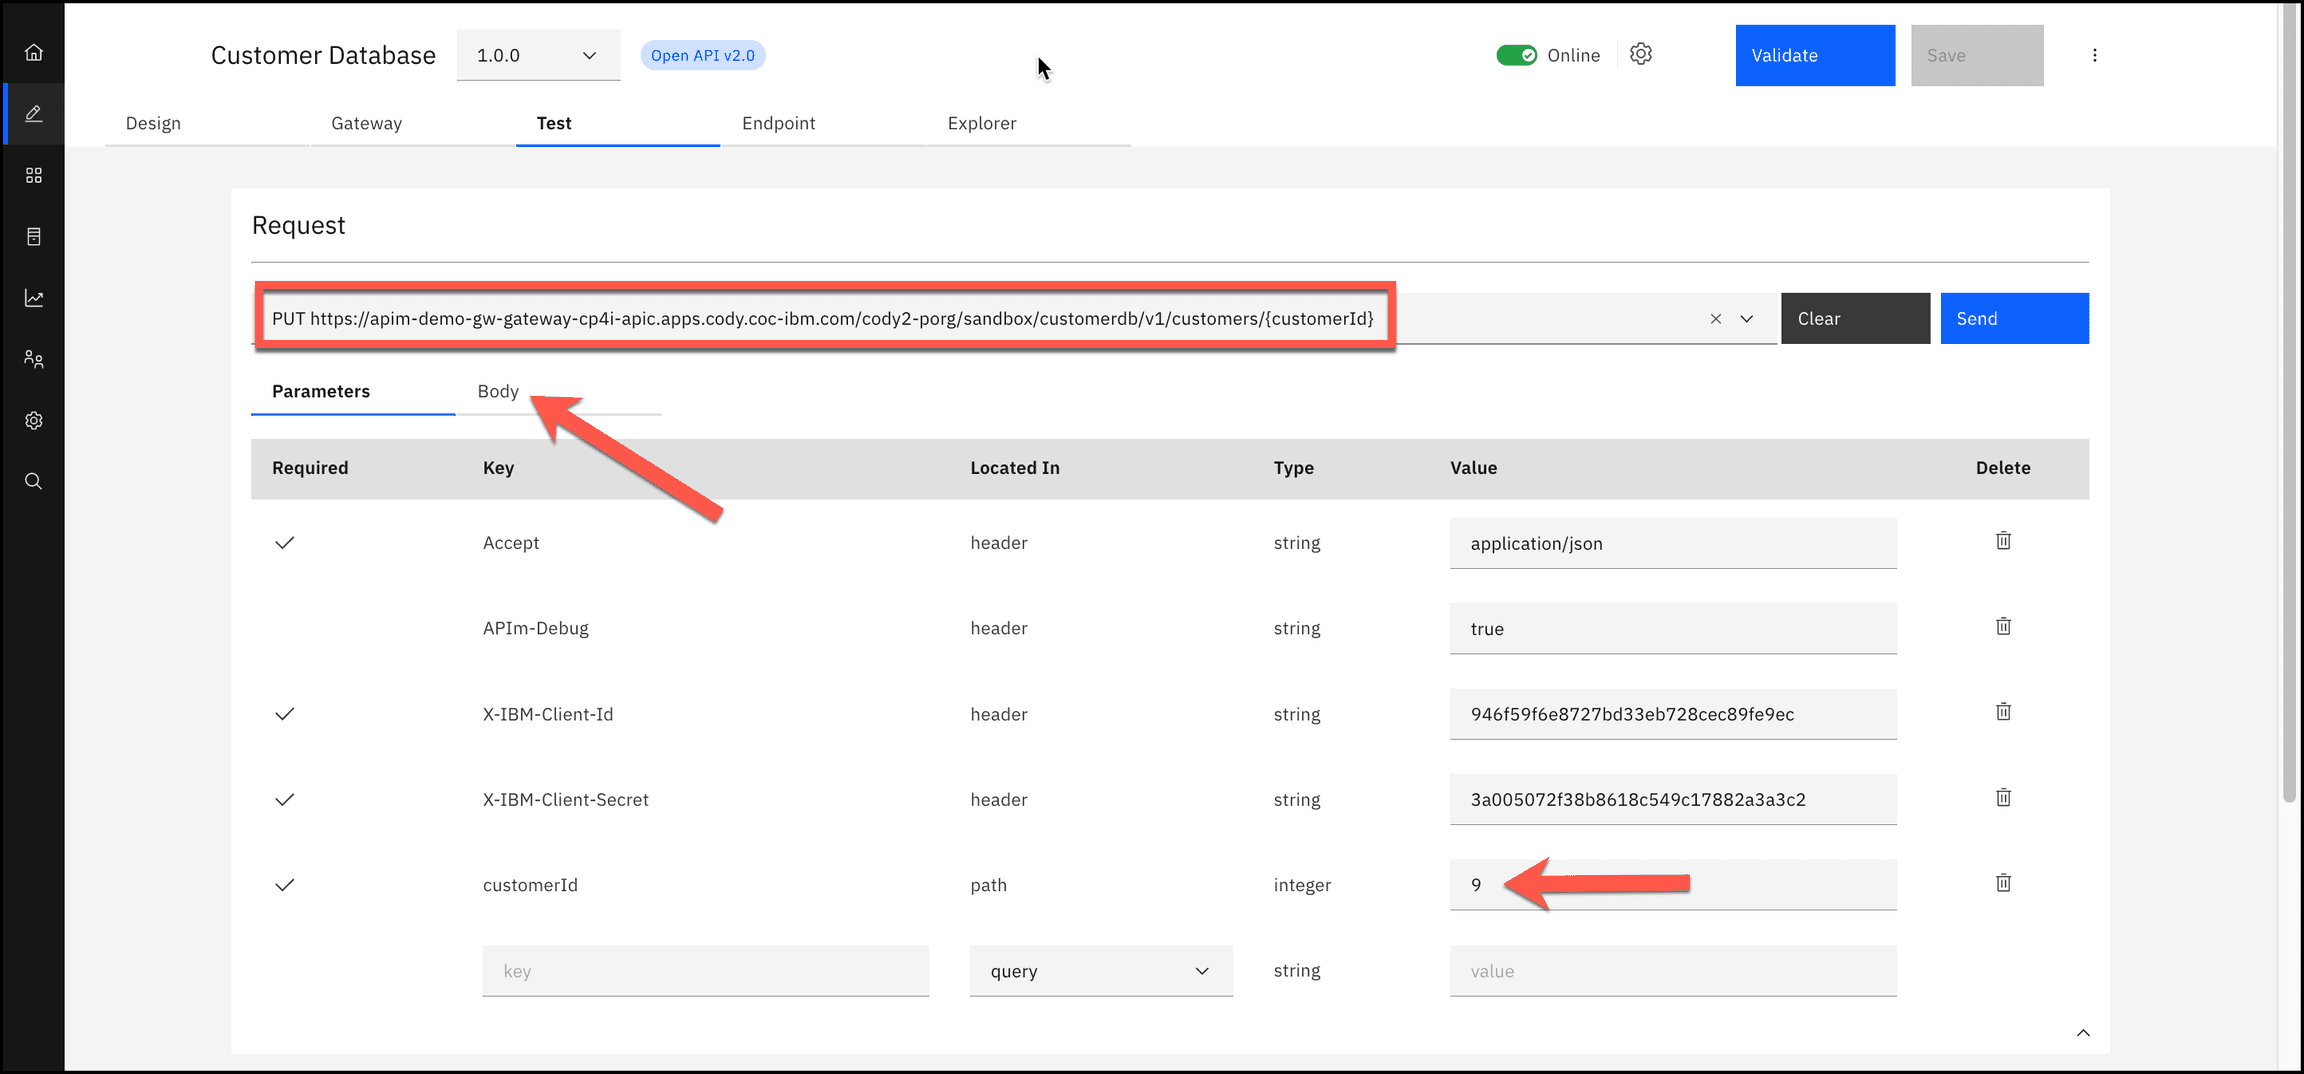 Customer Database 1.0.0 Open API v2.0 Online Validate Save
Design Gateway Test Endpoint Explorer
Request
PUT https://apim-demo-gw-gateway-cp4i-apic.apps.cody.coc-ibm.com/cody2-porg/sandbox/customerdb/v1/customers/{customerId} Clear Send
Parameters Body
Required Key Located In Type Value Delete
Accept header string application/json
APIm-Debug header string true
X-IBM-Client-Id header string 946f59f6e8727bd33eb728cec89fe9ec
X-IBM-Client-Secret header string 3a005072f38b8618c549c17882a3a3c2
customerId path integer 9
key query string value